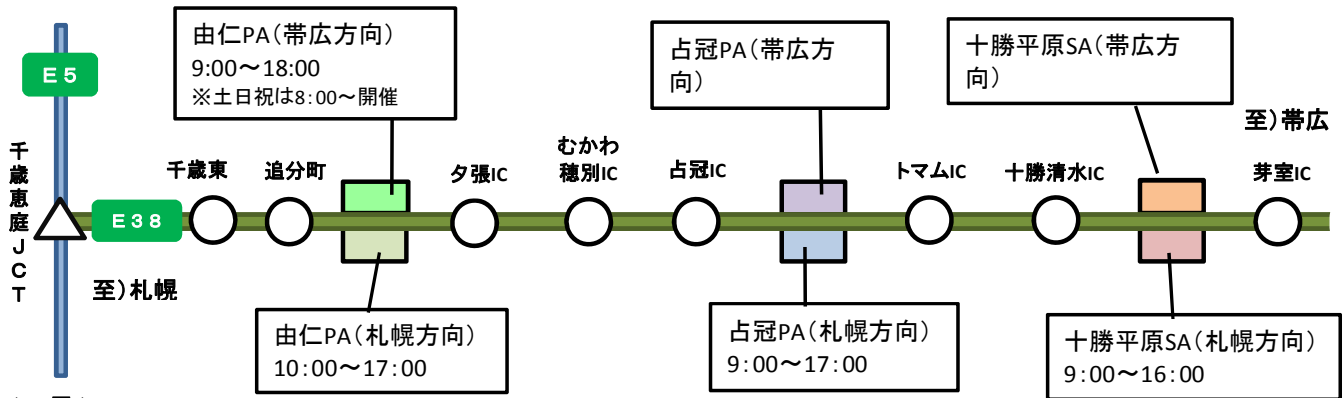 由仁PA(帯広方向)
9:00～18:00
※土日祝は8:00～開催
占冠PA(帯広方
向)
十勝平原SA(帯広方
向)
E5
至)帯広
千歳恵庭JCT
千歳東
追分町
夕張IC
むかわ
穂別IC
占冠IC
トマムIC
十勝清水IC
芽室IC
E38
至)札幌
由仁PA(札幌方向)
10:00～17:00
占冠PA(札幌方向)
9:00～17:00
十勝平原SA(札幌方向)
9:00～16:00